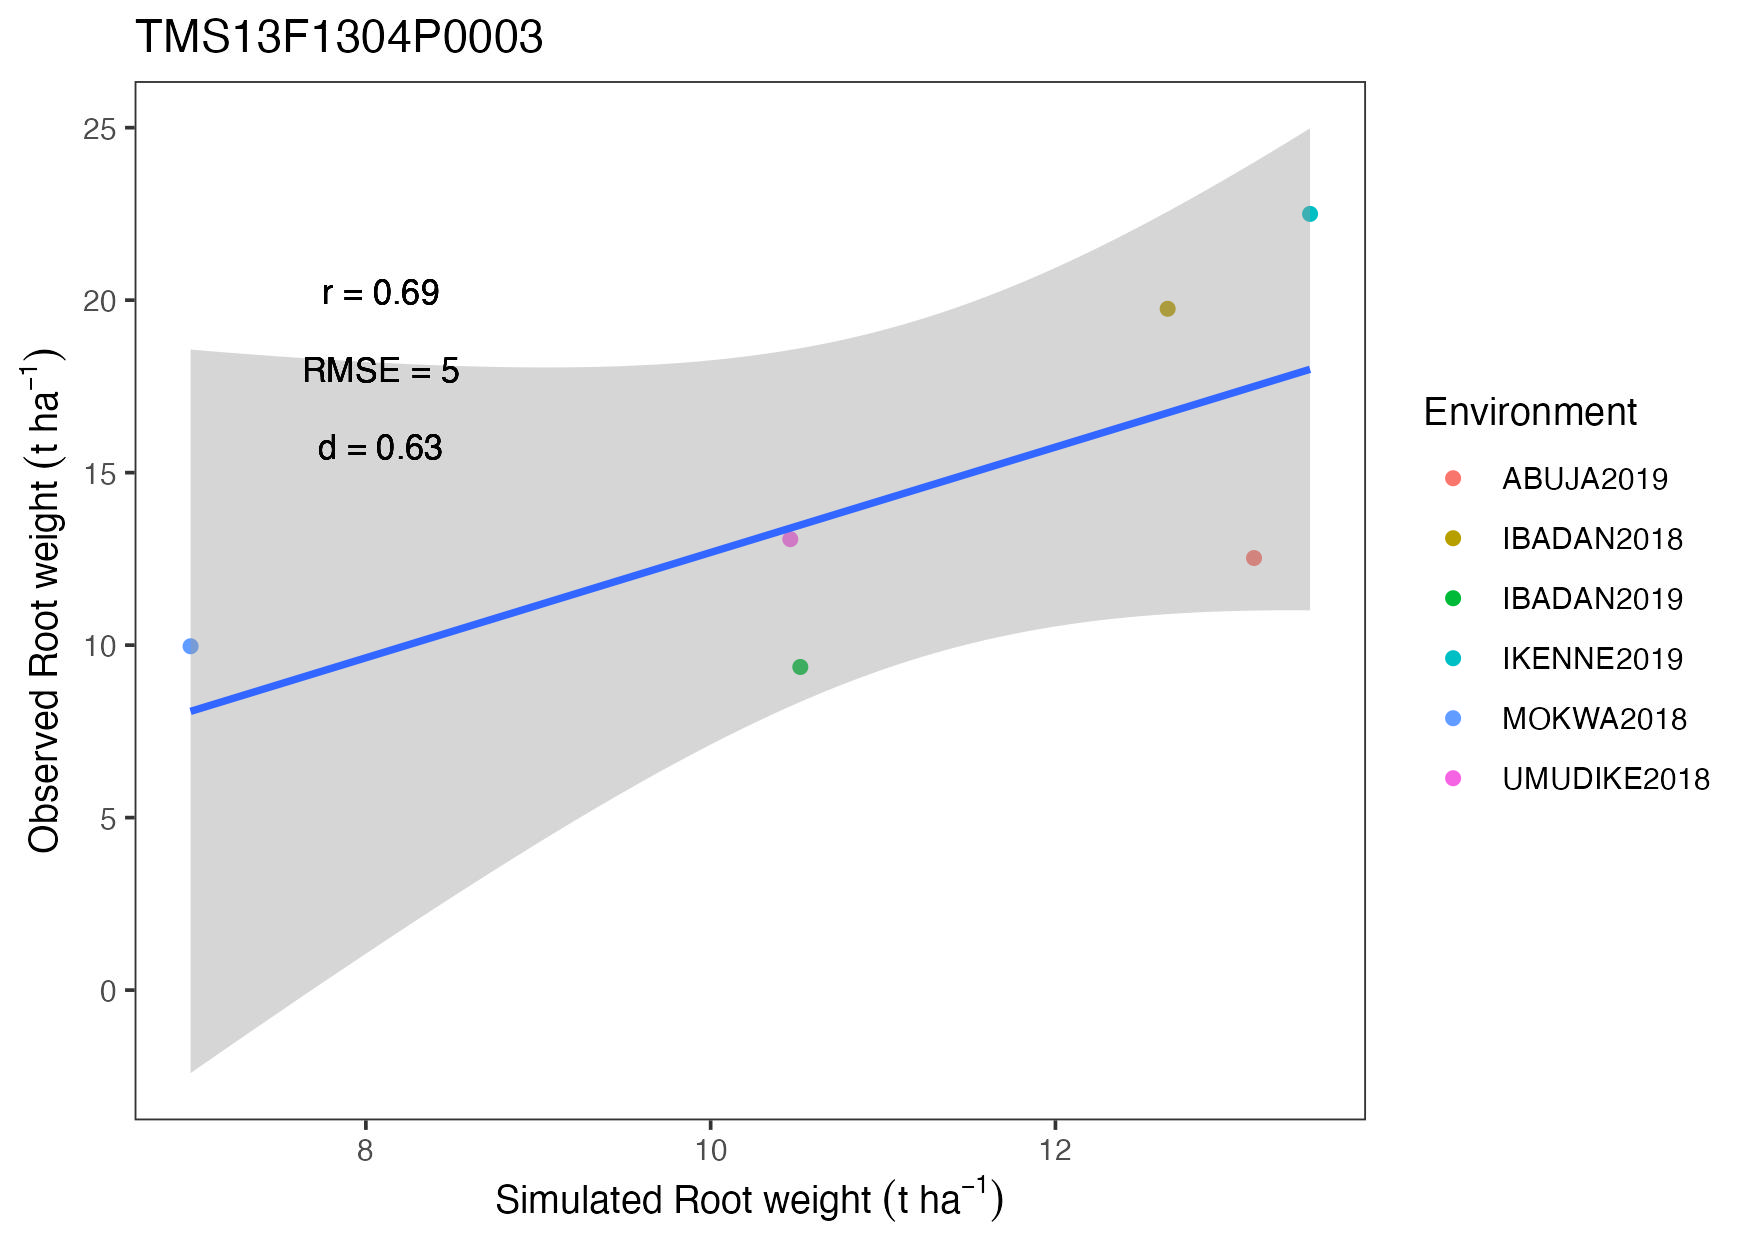 TMS13F1304P0003
25
20
15
10
5
0
r = 0.69
RMSE = 5
d = 0.63
8
10
12
Simulated Root weight (t ha⁻¹)
Observed Root weight (t ha⁻¹)
Environment
ABUJA2019
IBADAN2018
IBADAN2019
IKENNE2019
MOKWA2018
UMUDIKE2018